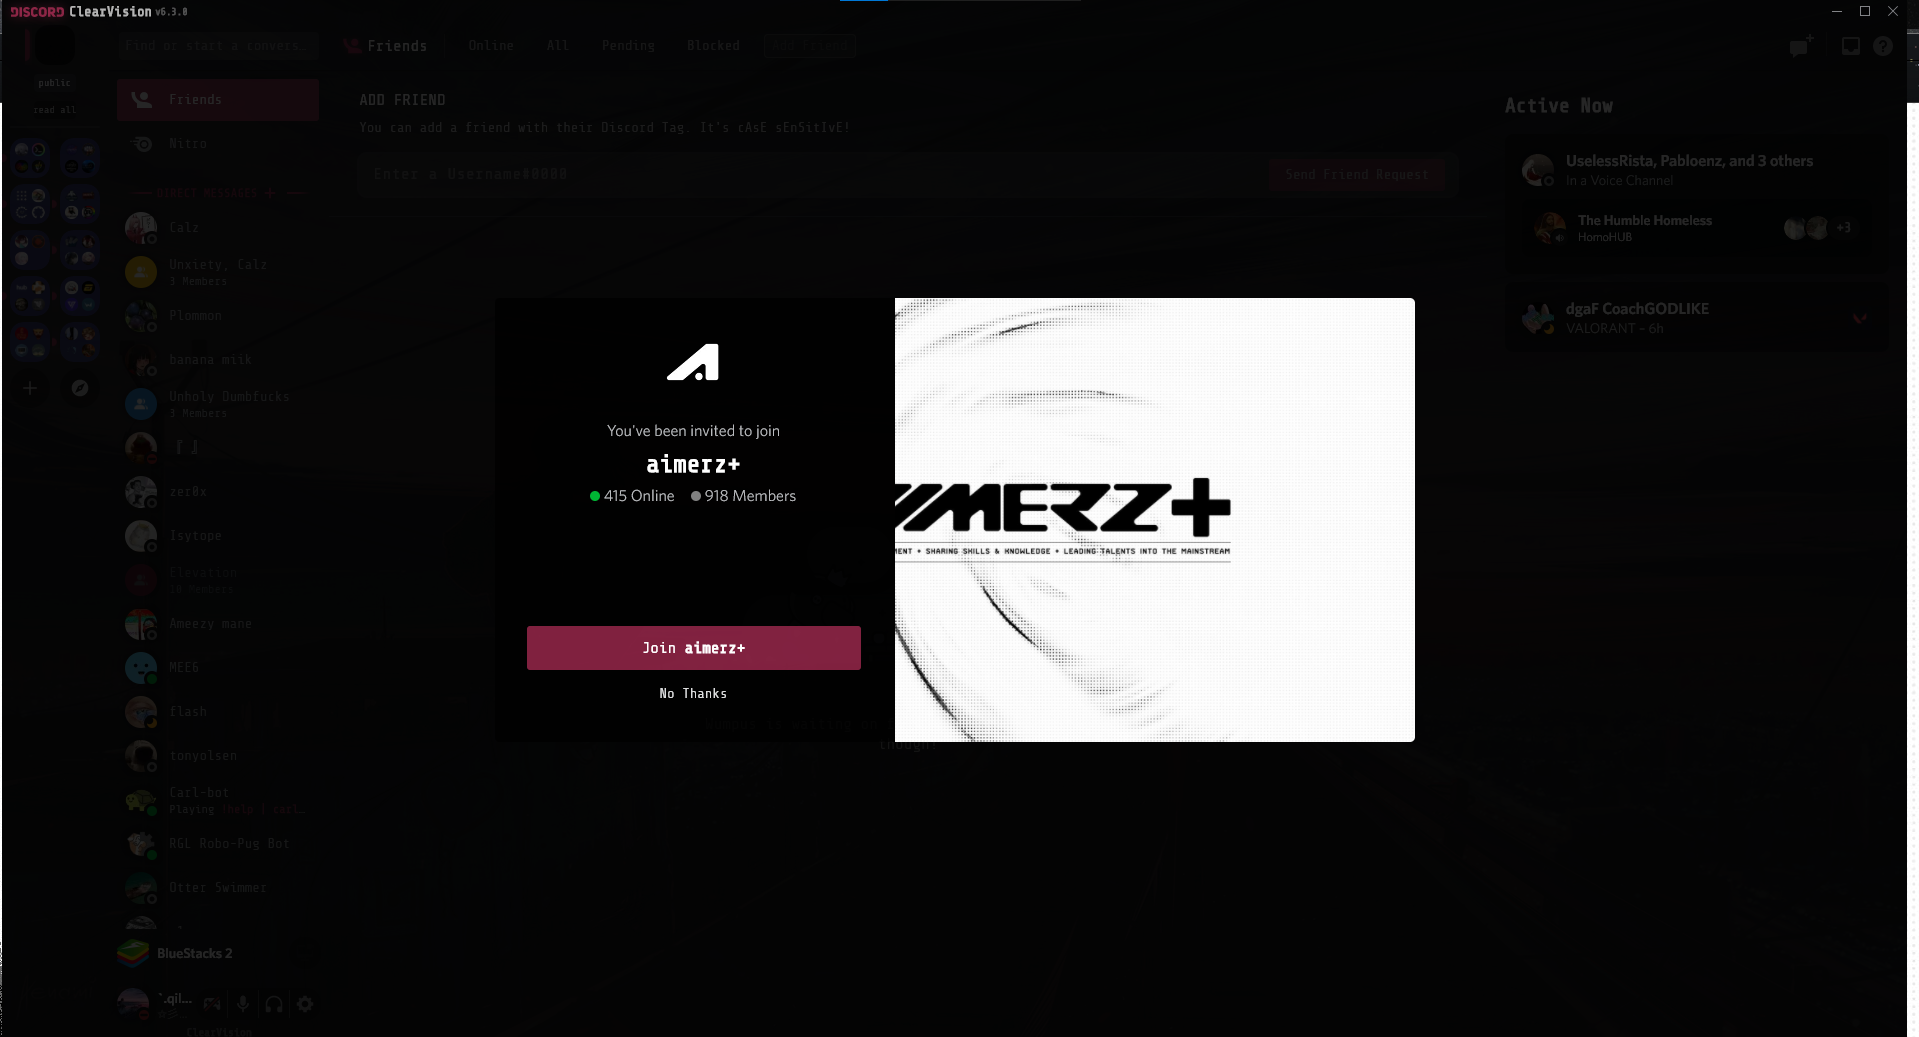 DISCORD ClearVision v6.3.0
Find or start a convers…
Friends
Online
All
Pending
Blocked
Add Friend
public
read all
Friends
Nitro
DIRECT MESSAGES +
Calz
Unxiety, Calz
3 Members
Plommon
banana miik
Unholy Dumbfucks
3 Members
『 』
zer0x
Isytope
Elevation
10 Members
Ameezy mane
MEE6
flash
tonyolsen
Carl-bot
Playing !help | carl…
RGL Robo-Pug Bot
Otter Swimmer
BlueStacks 2
`.qil…
ClearVision
ADD FRIEND
You can add a friend with their Discord Tag. It's cAsE sEnSitIvE!
Enter a Username#0000
Send Friend Request
You've been invited to join
aimerz+
415 Online 918 Members
Join aimerz+
No Thanks
though!
MERZ+
MENT + SHARING SKILLS & KNOWLEDGE + LEADING TALENTS INTO THE MAINSTREAM
Active Now
UselessRista, Pabloenz, and 3 others
In a Voice Channel
The Humble Homeless
HomoHUB
+3
dgaF CoachGODLIKE
VALORANT – 6h